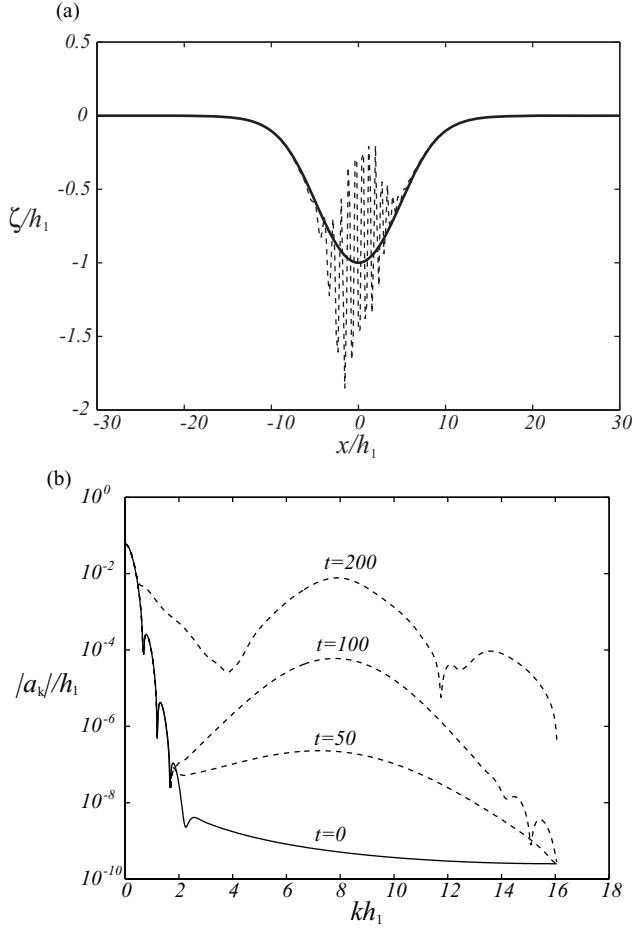 (a)
0.5
0
-0.5
-1
-1.5
-2
ζ/h₁
-30 -20 -10 0 10 20 30
x/h₁
(b)
10⁰
10⁻²
10⁻⁴
10⁻⁶
10⁻⁸
10⁻¹⁰
|aₖ|/h₁
t=200
t=100
t=50
t=0
0 2 4 6 8 10 12 14 16 18
kh₁